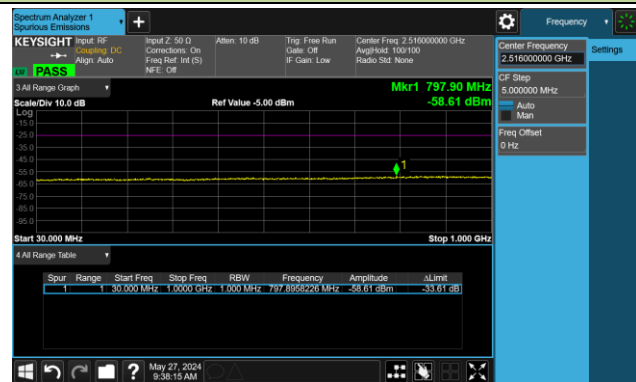 Spectrum Analyzer 1
Spurious Emissions
+
Frequency
KEYSIGHT
Input: RF
Coupling: DC
Align: Auto
Input Z: 50 Ω
Corrections: On
Freq Ref: Int (S)
NFE: Off
Atten: 10 dB
Trig: Free Run
Gate: Off
IF Gain: Low
Center Freq: 2.516000000 GHz
Avg|Hold: 100/100
Radio Std: None
PASS
3 All Range Graph
Mkr1 797.90 MHz
Scale/Div 10.0 dB
Ref Value -5.00 dBm
-58.61 dBm
Log
-15.0
-25.0
-35.0
-45.0
-55.0
-65.0
-75.0
-85.0
-95.0
1
Start 30.000 MHz
Stop 1.000 GHz
4 All Range Table
Spur Range Start Freq Stop Freq RBW Frequency Amplitude ΔLimit
1 1 30.000 MHz 1.0000 GHz 1.000 MHz 797.8958226 MHz -58.61 dBm -33.61 dB
Center Frequency
2.516000000 GHz
Settings
CF Step
5.000000 MHz
Auto
Man
Freq Offset
0 Hz
?
May 27, 2024
9:38:15 AM